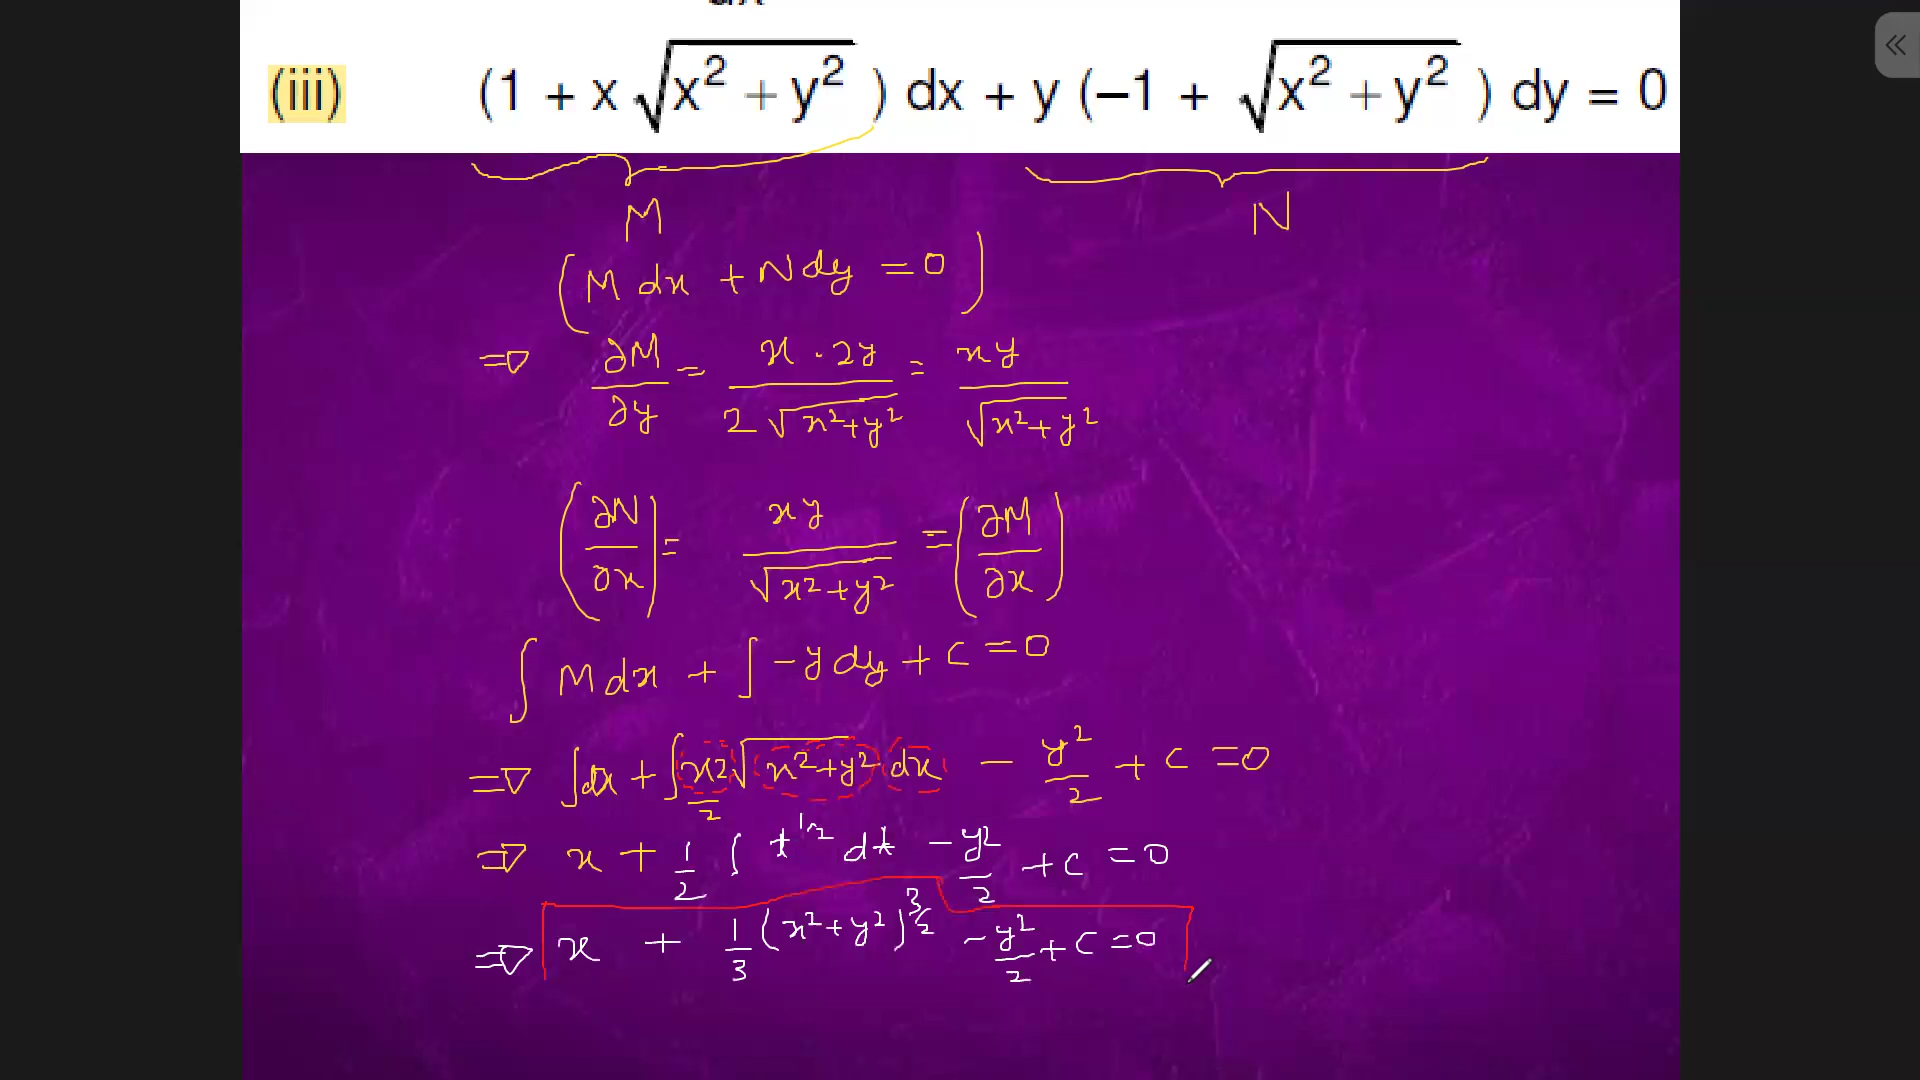 (iii) (1 + x √(x² + y²) ) dx + y (–1 + √(x² + y²) ) dy = 0
M N
(M dx + N dy = 0)
⇒ ∂M/∂y = x · 2y / 2√(x²+y²) = xy / √(x²+y²)
(∂N/∂x) = xy / √(x²+y²) = (∂M/∂x)
∫ M dx + ∫ -y dy + c = 0
⇒ ∫dx + ∫ x2/2 √(x²+y²) dx - y²/2 + c = 0
⇒ x + 1/2 ∫ t^1/2 dt - y²/2 + c = 0
⇒ x + 1/3 (x²+y²)^3/2 - y²/2 + c = 0